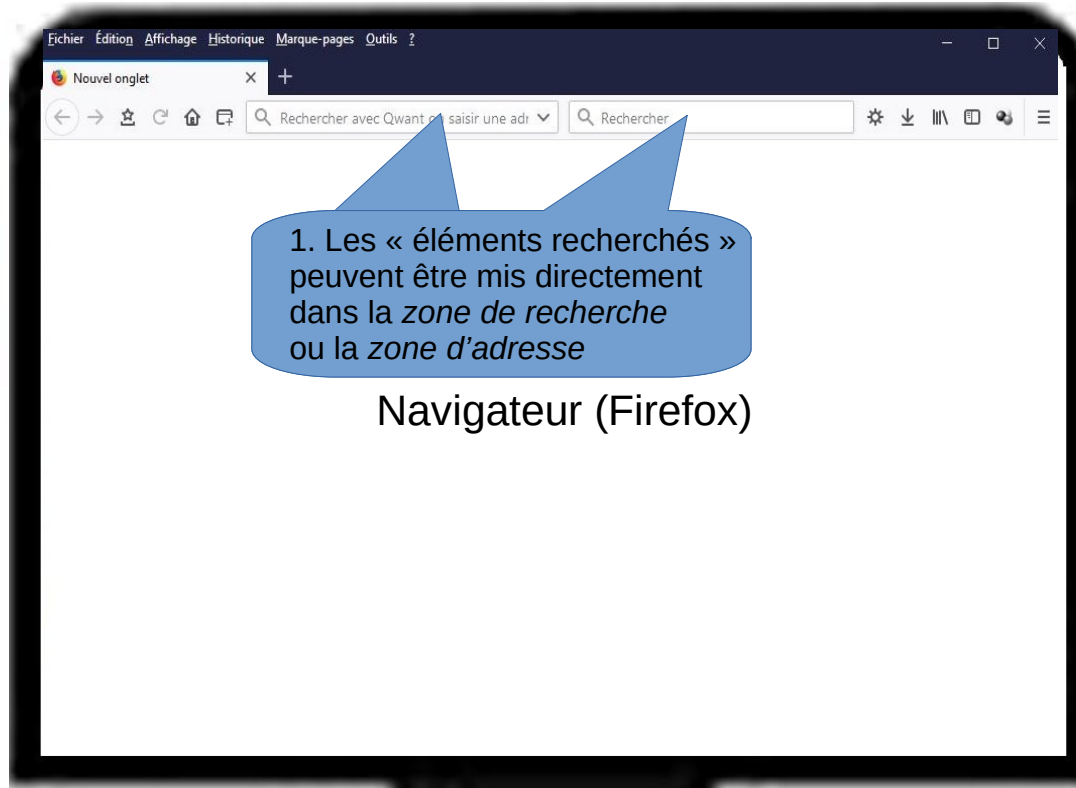 Fichier Édition Affichage Historique Marque-pages Outils ?
Nouvel onglet
Rechercher avec Qwant ou saisir une adr
Rechercher
1. Les « éléments recherchés »
peuvent être mis directement
dans la zone de recherche
ou la zone d’adresse
Navigateur (Firefox)